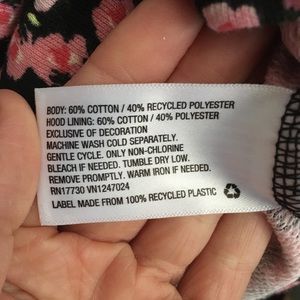 BODY: 60% COTTON / 40% RECYCLED POLYESTER
HOOD LINING: 60% COTTON / 40% POLYESTER
EXCLUSIVE OF DECORATION
MACHINE WASH COLD SEPARATELY.
GENTLE CYCLE. ONLY NON-CHLORINE
BLEACH IF NEEDED. TUMBLE DRY LOW.
REMOVE PROMPTLY. WARM IRON IF NEEDED.
RN17730 VN1247024
LABEL MADE FROM 100% RECYCLED PLASTIC